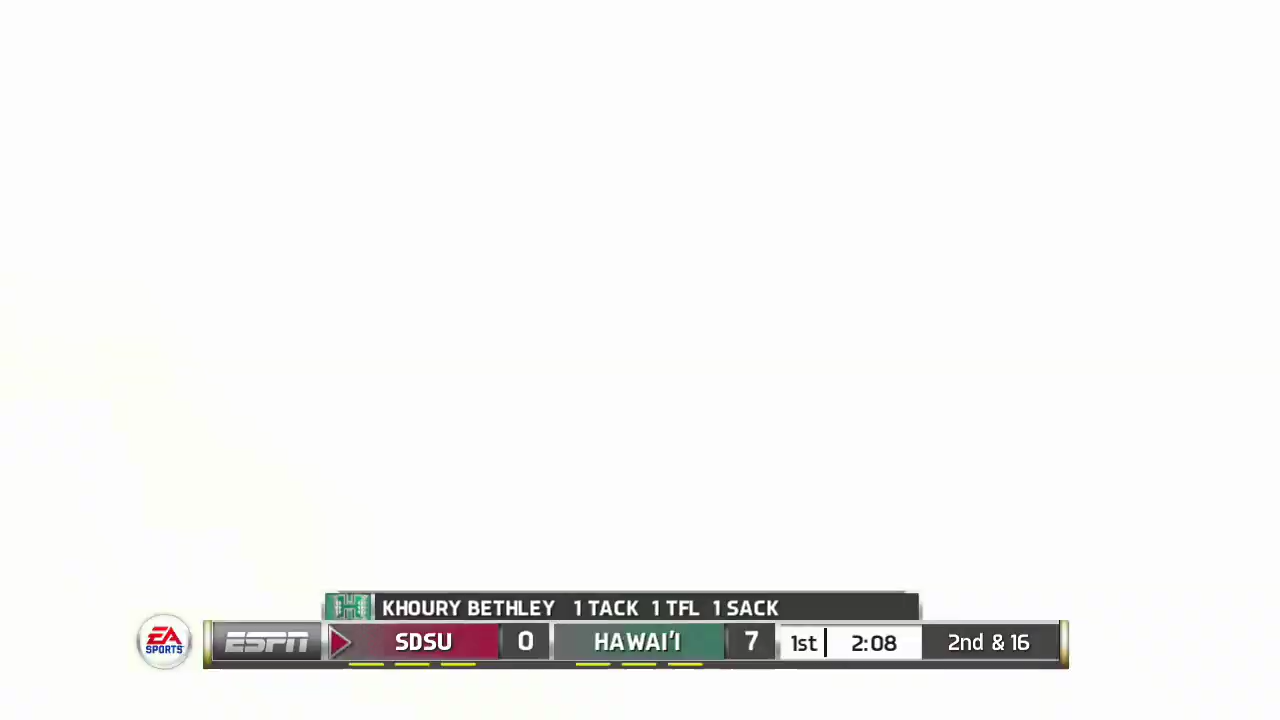 KHOURY BETHLEY 1 TACK 1 TFL 1 SACK
EA SPORTS ESPN SDSU 0 HAWAI'I 7 1st 2:08 2nd & 16